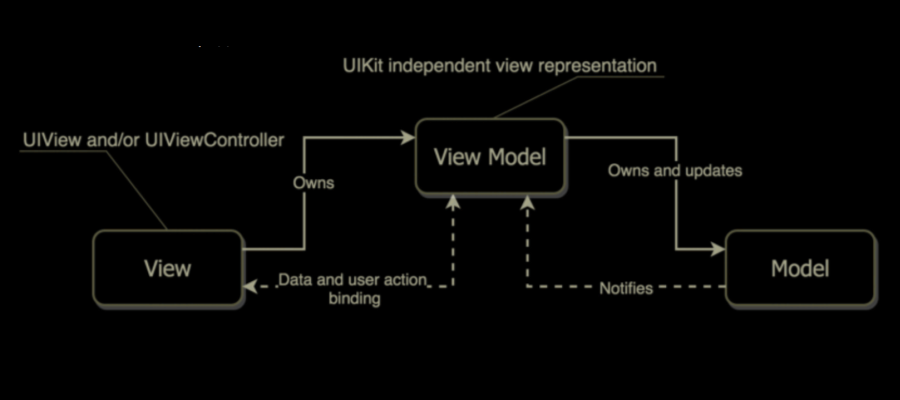 UIKit independent view representation
UIView and/or UIViewController
View Model
Owns and updates
Owns
View
Model
Data and user action
binding
Notifies